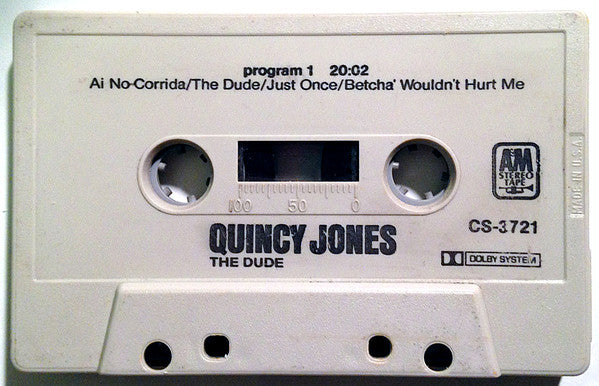 program 1 20:02
Ai No-Corrida/The Dude/Just Once/Betcha' Wouldn't Hurt Me
AM
STEREO
TAPE
100 50 0
MADE IN U.S.A.
QUINCY JONES
CS-3721
THE DUDE
DOLBY SYSTEM